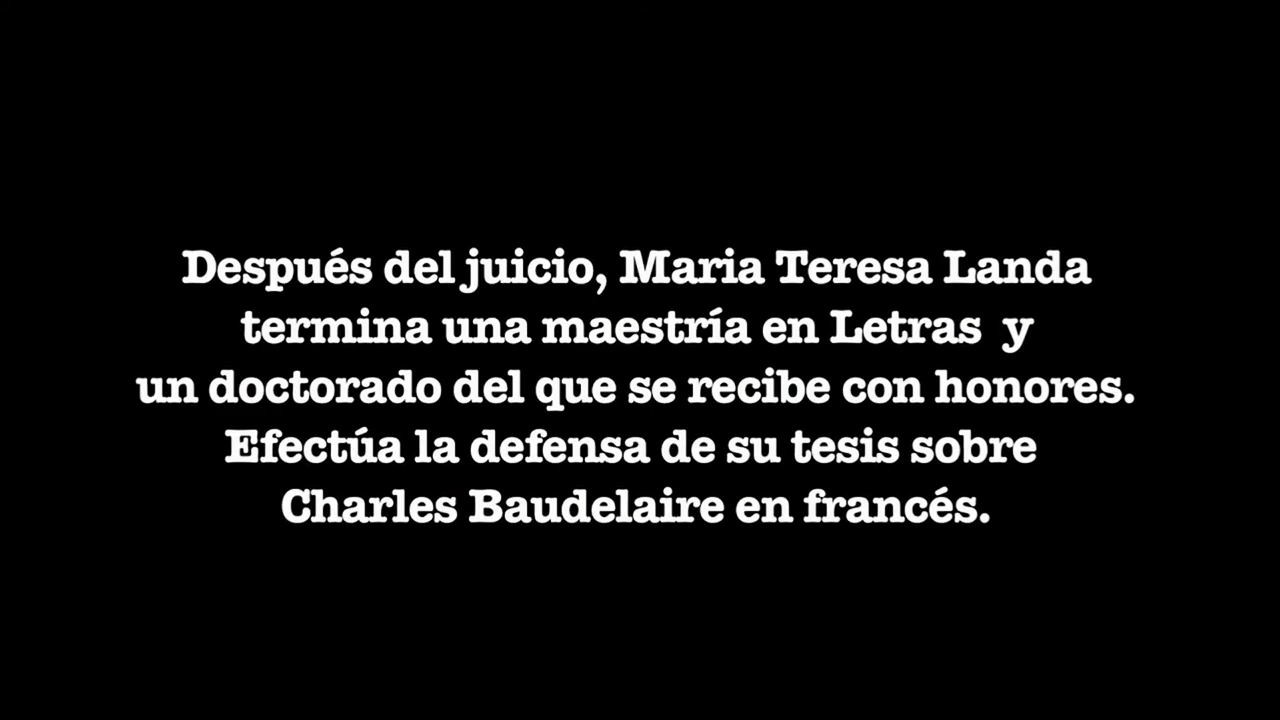 Después del juicio, Maria Teresa Landa
termina una maestría en Letras  y
un doctorado del que se recibe con honores.
Efectúa la defensa de su tesis sobre
Charles Baudelaire en francés.